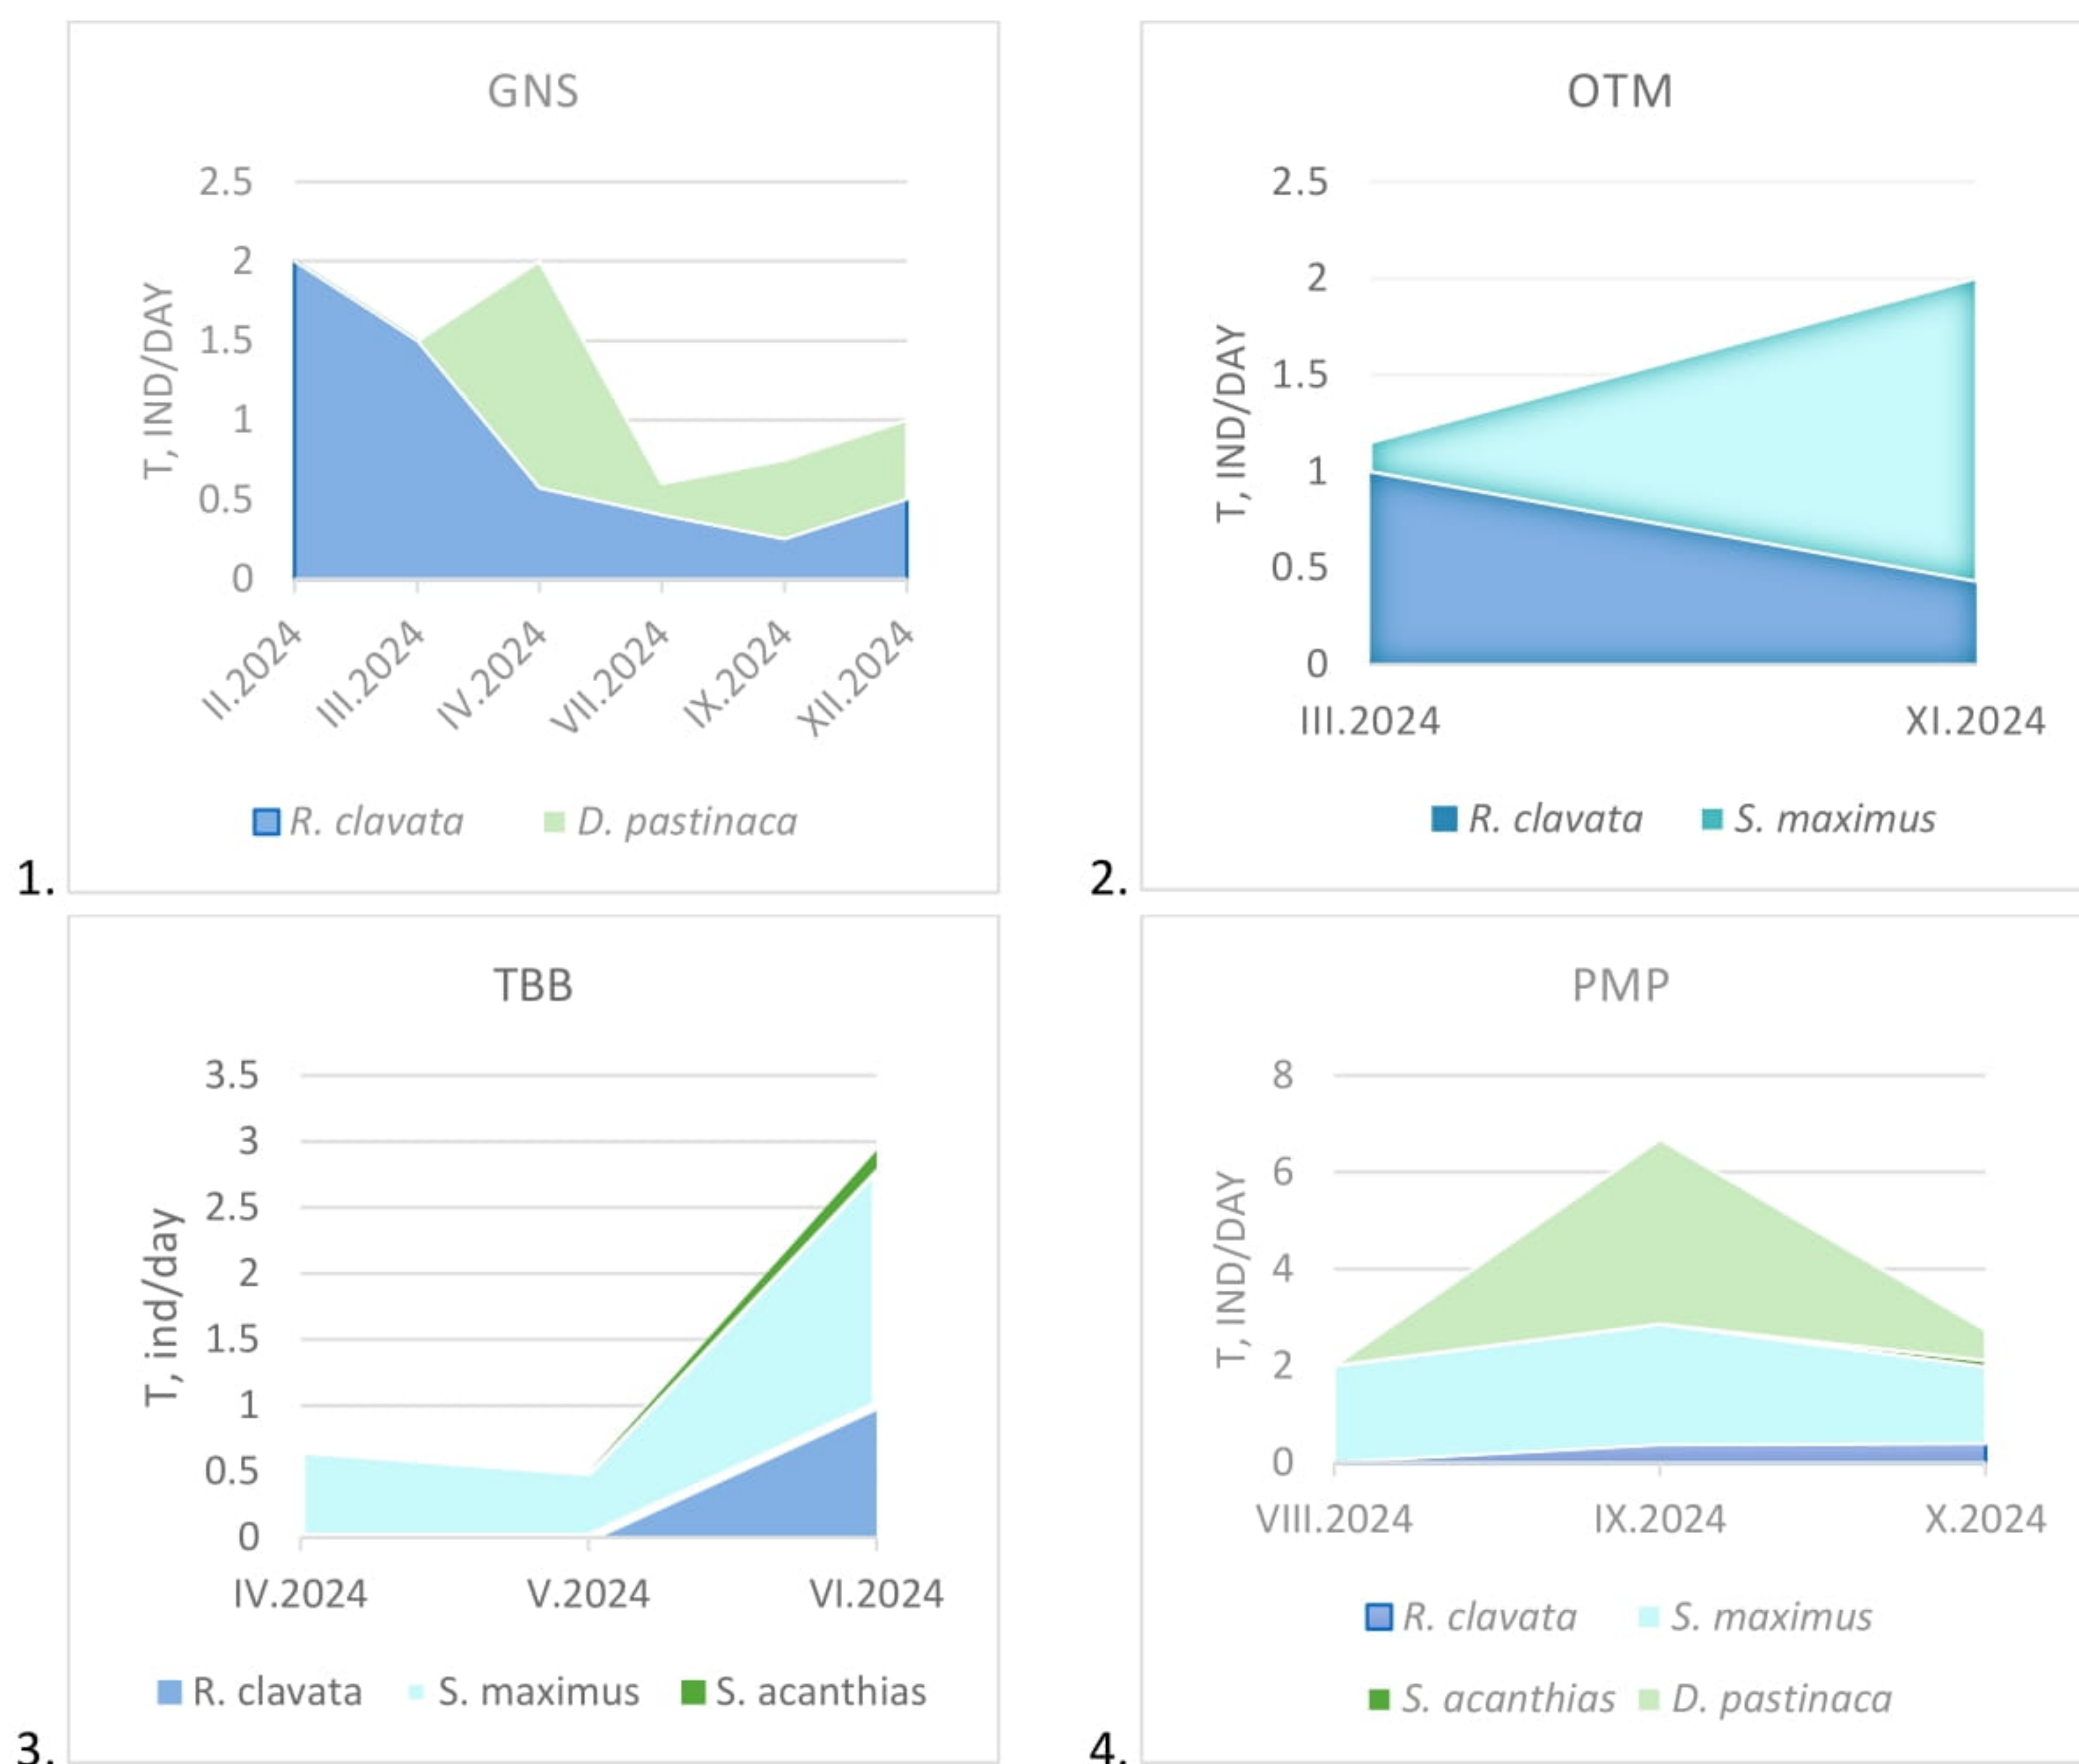 GNS
T, IND/DAY
2.5
2
1.5
1
0.5
0
II.2024
III.2024
IV.2024
VII.2024
IX.2024
XII.2024
R. clavata D. pastinaca
1.
OTM
T, IND/DAY
2.5
2
1.5
1
0.5
0
III.2024 XI.2024
R. clavata S. maximus
2.
TBB
T, ind/day
3.5
3
2.5
2
1.5
1
0.5
0
IV.2024 V.2024 VI.2024
R. clavata S. maximus S. acanthias
3.
PMP
T, IND/DAY
8
6
4
2
0
VIII.2024 IX.2024 X.2024
R. clavata S. maximus
S. acanthias D. pastinaca
4.